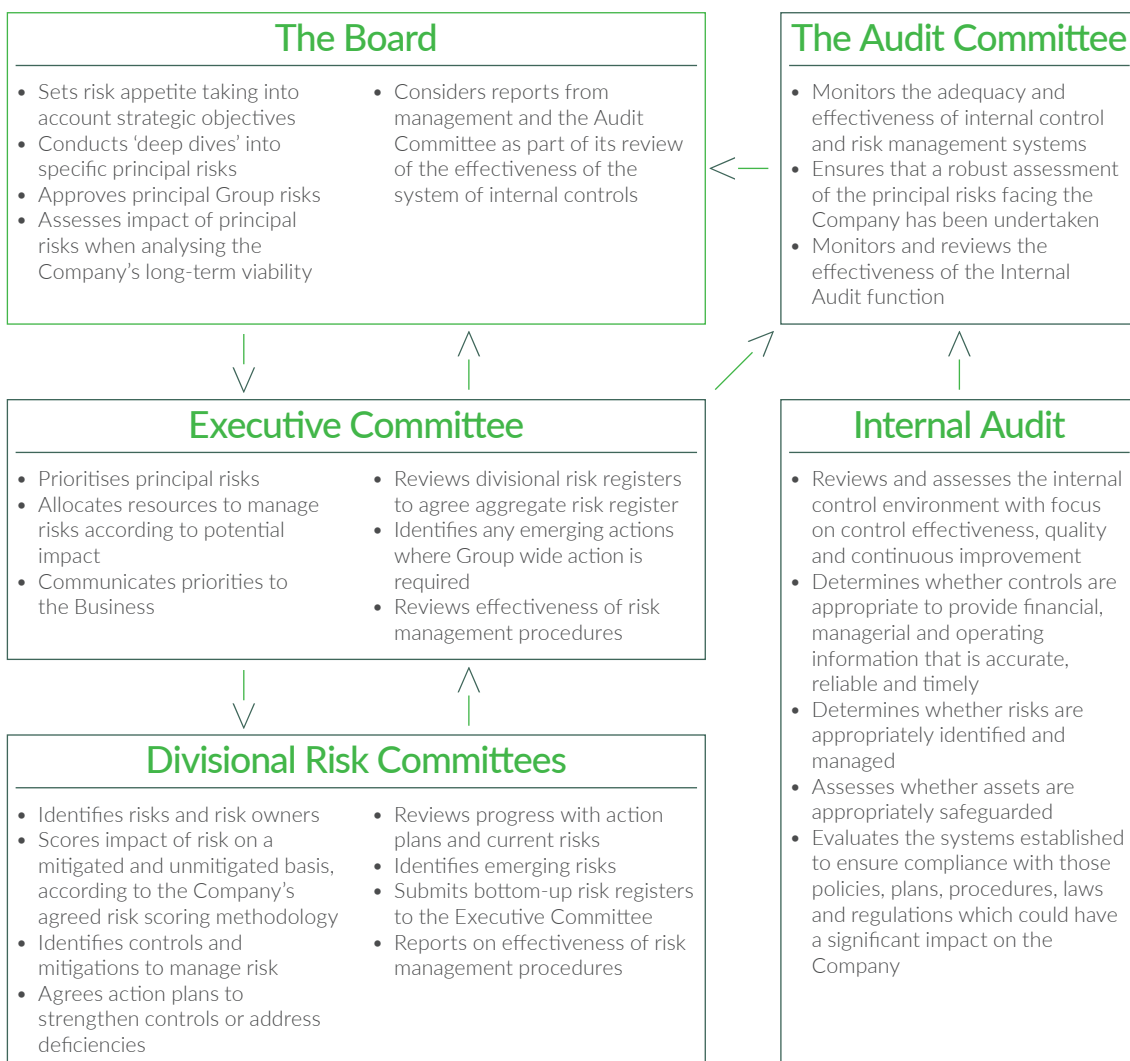 The Board
• Sets risk appetite taking into
account strategic objectives
• Conducts ‘deep dives’ into
specific principal risks
• Approves principal Group risks
• Assesses impact of principal
risks when analysing the
Company’s long-term viability
• Considers reports from
management and the Audit
Committee as part of its review
of the effectiveness of the
system of internal controls
The Audit Committee
• Monitors the adequacy and
effectiveness of internal control
and risk management systems
• Ensures that a robust assessment
of the principal risks facing the
Company has been undertaken
• Monitors and reviews the
effectiveness of the Internal
Audit function
Executive Committee
• Prioritises principal risks
• Allocates resources to manage
risks according to potential
impact
• Communicates priorities to
the Business
• Reviews divisional risk registers
to agree aggregate risk register
• Identifies any emerging actions
where Group wide action is
required
• Reviews effectiveness of risk
management procedures
Internal Audit
• Reviews and assesses the internal
control environment with focus
on control effectiveness, quality
and continuous improvement
• Determines whether controls are
appropriate to provide financial,
managerial and operating
information that is accurate,
reliable and timely
• Determines whether risks are
appropriately identified and
managed
• Assesses whether assets are
appropriately safeguarded
• Evaluates the systems established
to ensure compliance with those
policies, plans, procedures, laws
and regulations which could have
a significant impact on the
Company
Divisional Risk Committees
• Identifies risks and risk owners
• Scores impact of risk on a
mitigated and unmitigated basis,
according to the Company’s
agreed risk scoring methodology
• Identifies controls and
mitigations to manage risk
• Agrees action plans to
strengthen controls or address
deficiencies
• Reviews progress with action
plans and current risks
• Identifies emerging risks
• Submits bottom-up risk registers
to the Executive Committee
• Reports on effectiveness of risk
management procedures